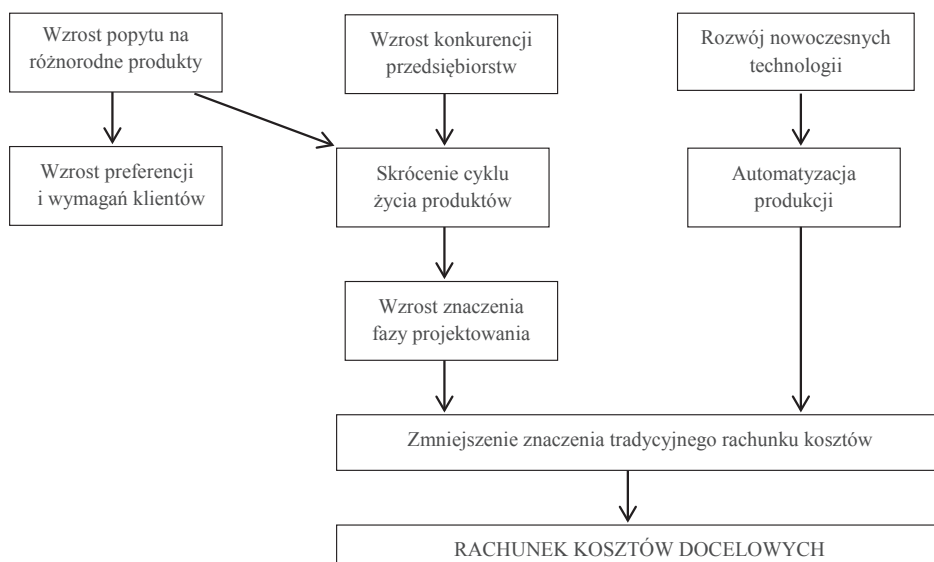 Wzrost popytu na
różnorodne produkty
Wzrost konkurencji
przedsiębiorstw
Rozwój nowoczesnych
technologii
Wzrost preferencji
i wymagań klientów
Skrócenie cyklu
życia produktów
Automatyzacja
produkcji
Wzrost znaczenia
fazy projektowania
Zmniejszenie znaczenia tradycyjnego rachunku kosztów
RACHUNEK KOSZTÓW DOCELOWYCH